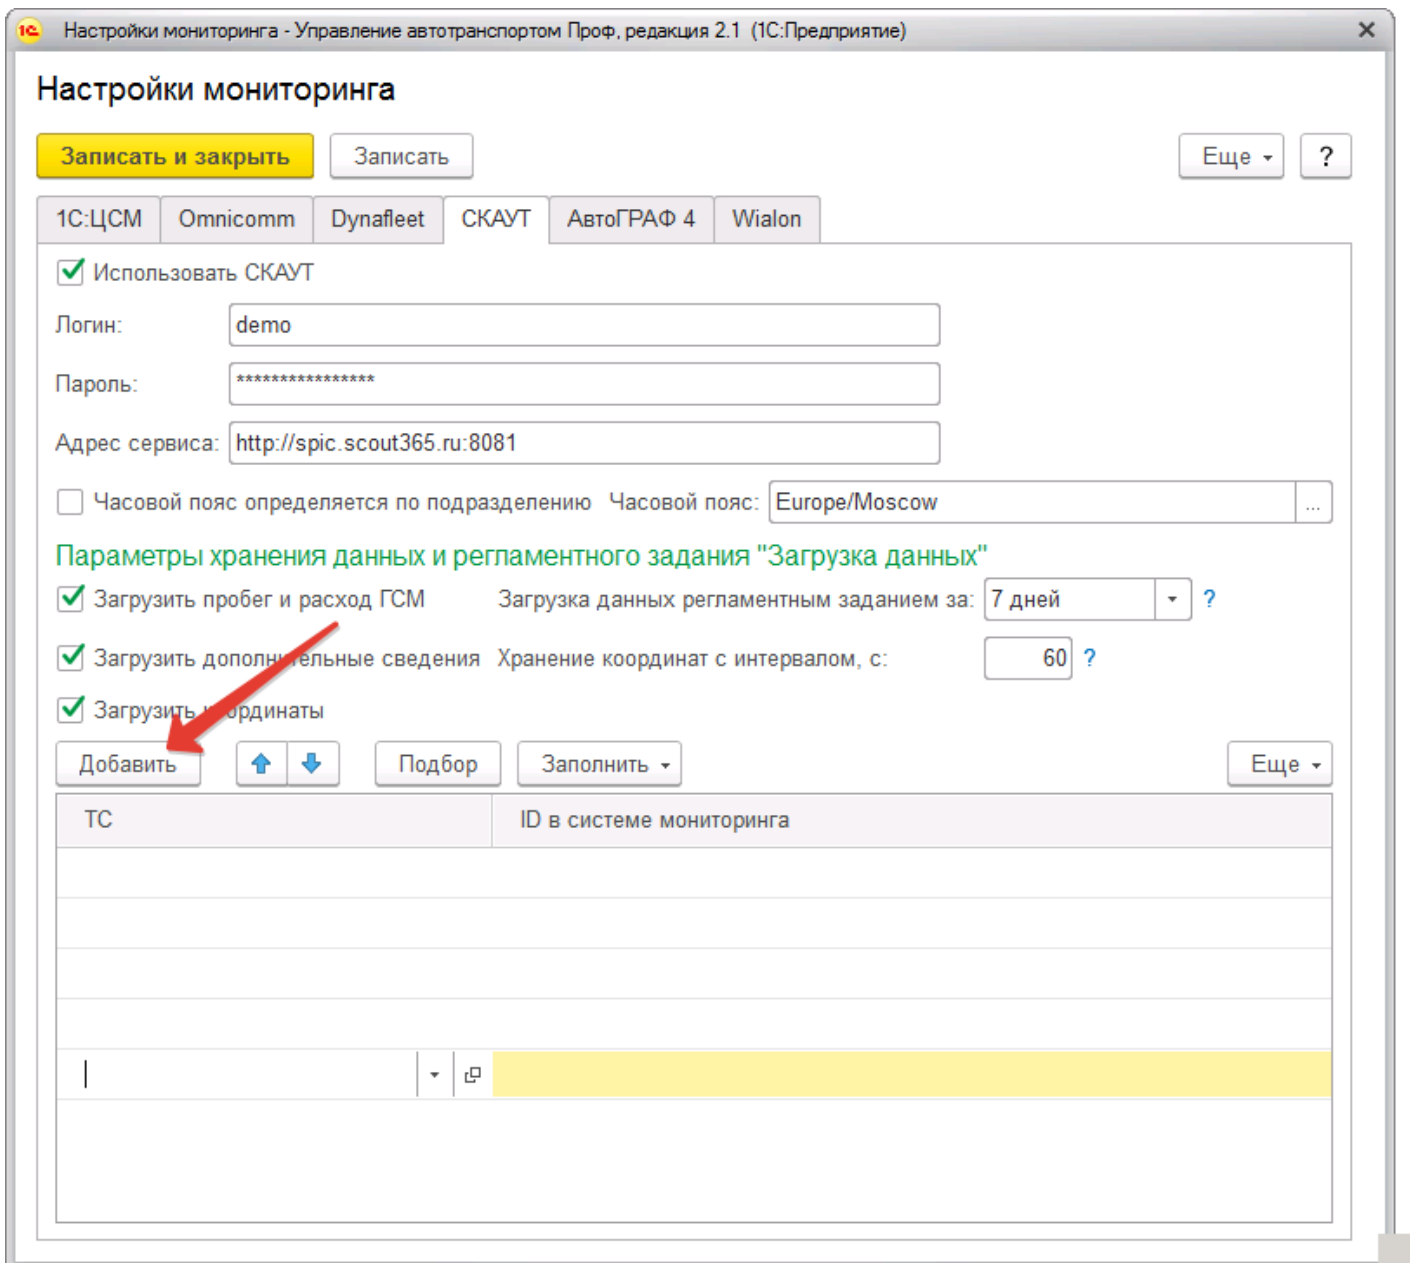 1С Настройки мониторинга - Управление автотранспортом Проф, редакция 2.1 (1С:Предприятие)
Настройки мониторинга
Записать и закрыть Записать Еще ?
1С:ЦСМ Omnicomm Dynafleet СКАУТ АвтоГРАФ 4 Wialon
Использовать СКАУТ
Логин: demo
Пароль: ****************
Адрес сервиса: http://spic.scout365.ru:8081
Часовой пояс определяется по подразделению Часовой пояс: Europe/Moscow ...
Параметры хранения данных и регламентного задания "Загрузка данных"
Загрузить пробег и расход ГСМ Загрузка данных регламентным заданием за: 7 дней ?
Загрузить дополнительные сведения Хранение координат с интервалом, с: 60 ?
Загрузить координаты
Добавить Подбор Заполнить Еще
ТС ID в системе мониторинга